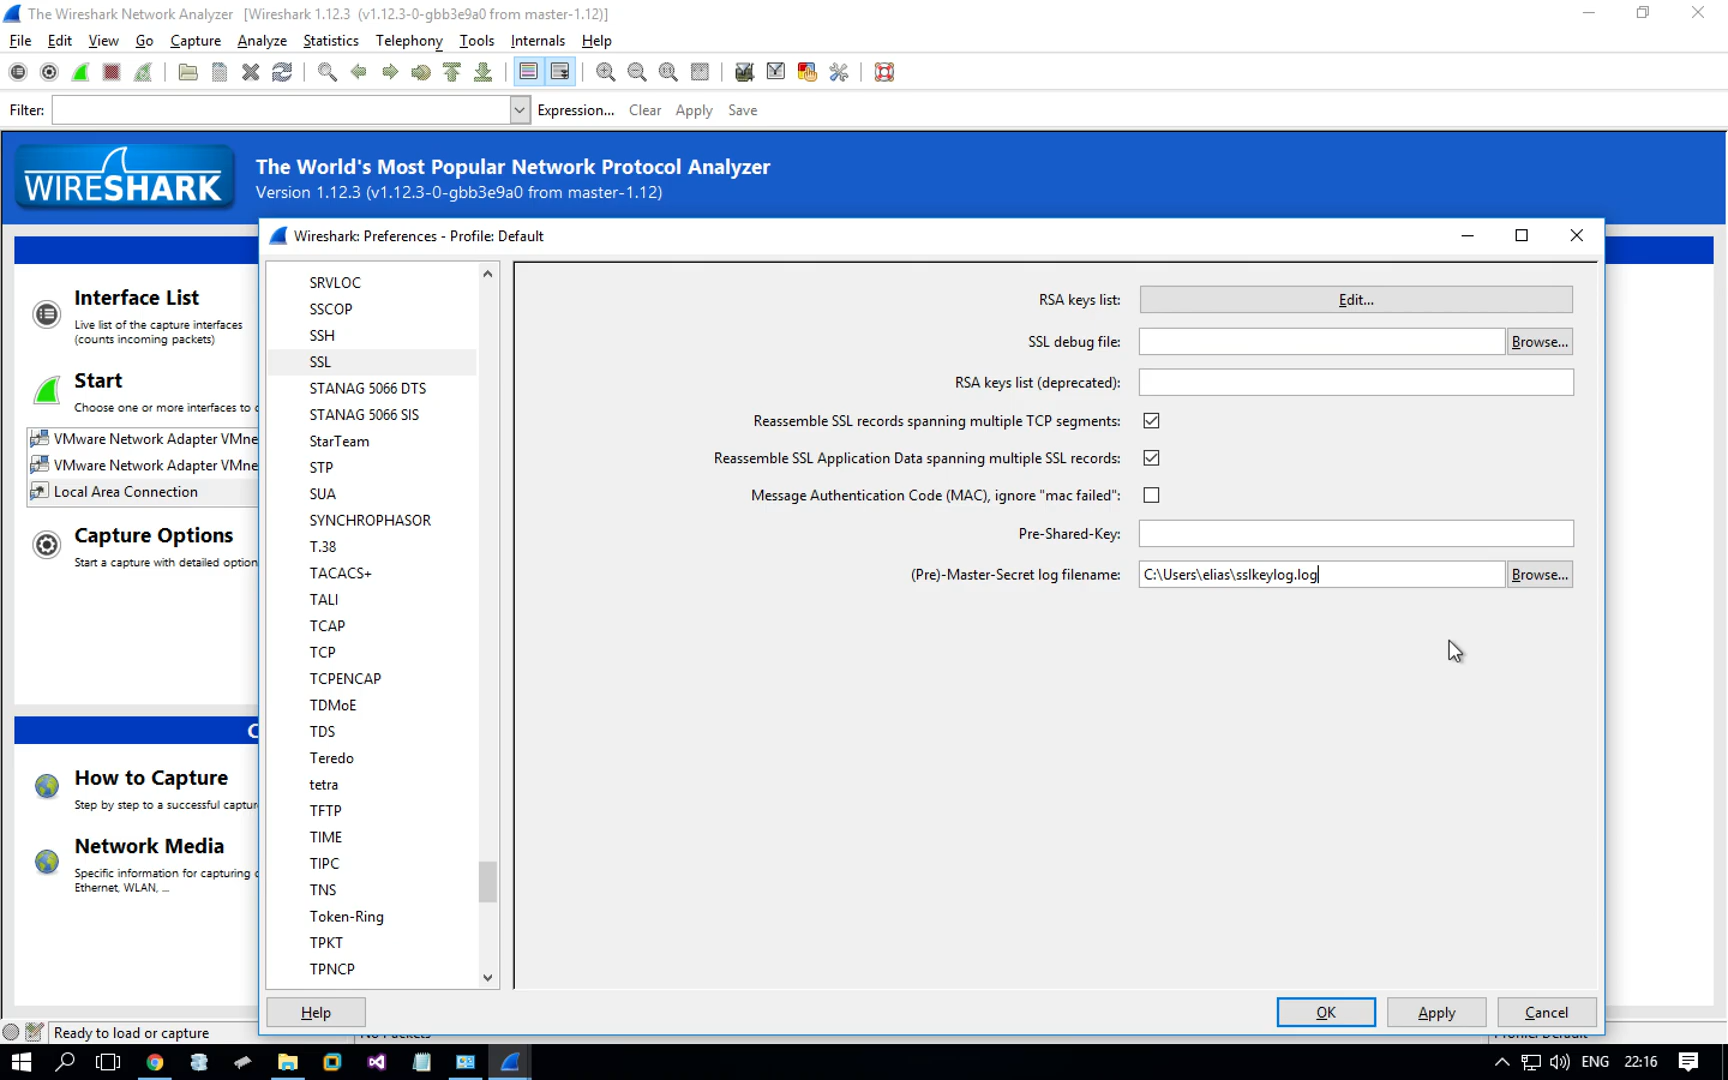 The Wireshark Network Analyzer [Wireshark 1.12.3 (v1.12.3-0-gbb3e9a0 from master-1.12)]
File Edit View Go Capture Analyze Statistics Telephony Tools Internals Help
Filter: Expression... Clear Apply Save
WIRESHARK
The World's Most Popular Network Protocol Analyzer
Version 1.12.3 (v1.12.3-0-gbb3e9a0 from master-1.12)
Interface List
Live list of the capture interfaces
(counts incoming packets)
Start
Choose one or more interfaces to
VMware Network Adapter VMne
VMware Network Adapter VMne
Local Area Connection
Capture Options
Start a capture with detailed option
C
How to Capture
Step by step to a successful captur
Network Media
Specific information for capturing
Ethernet, WLAN, ...
Wireshark: Preferences - Profile: Default
SRVLOC
SSCOP
SSH
SSL
STANAG 5066 DTS
STANAG 5066 SIS
StarTeam
STP
SUA
SYNCHROPHASOR
T.38
TACACS+
TALI
TCAP
TCP
TCPENCAP
TDMoE
TDS
Teredo
tetra
TFTP
TIME
TIPC
TNS
Token-Ring
TPKT
TPNCP
RSA keys list: Edit...
SSL debug file: Browse...
RSA keys list (deprecated):
Reassemble SSL records spanning multiple TCP segments:
Reassemble SSL Application Data spanning multiple SSL records:
Message Authentication Code (MAC), ignore "mac failed":
Pre-Shared-Key:
(Pre)-Master-Secret log filename: C:\Users\elias\sslkeylog.log Browse...
Help OK Apply Cancel
Ready to load or capture
ENG 22:16